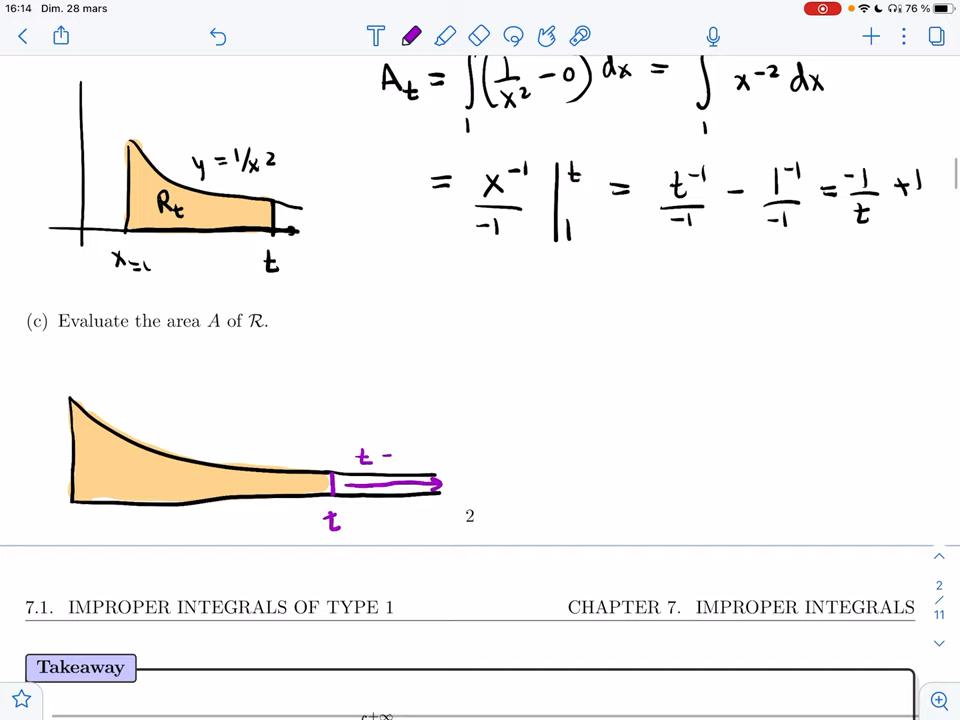 16:14 Dim. 28 mars 76 %
A_t = ∫_1 (1/x² - 0) dx = ∫_1 x⁻² dx
= x⁻¹/-1 |_1^t = t⁻¹/-1 - 1⁻¹/-1 = -1/t + 1
y = 1/x²
R_t
x=1 t
(c) Evaluate the area A of R.
t -
t
2
7.1. IMPROPER INTEGRALS OF TYPE 1 CHAPTER 7. IMPROPER INTEGRALS
2
/
11
Takeaway